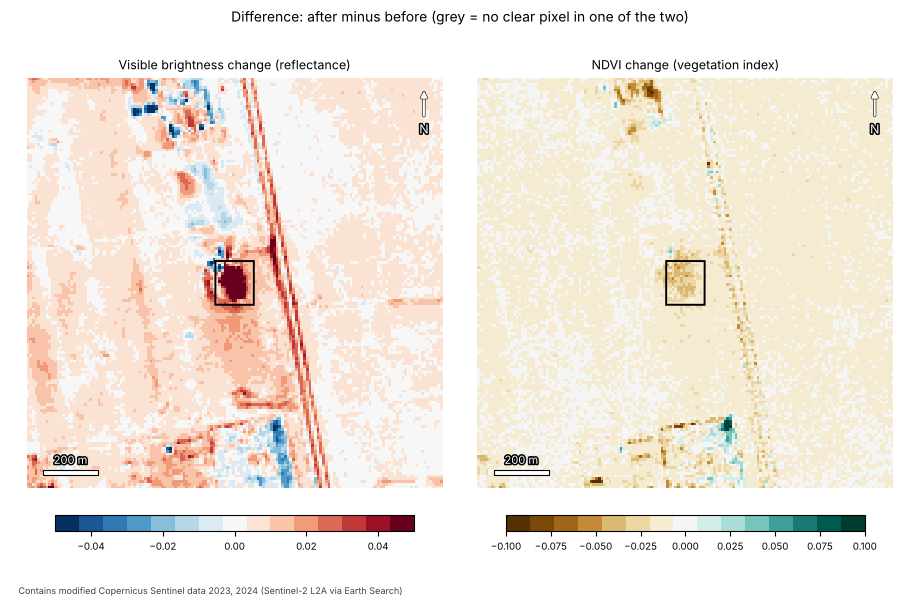 Difference: after minus before (grey = no clear pixel in one of the two)
Visible brightness change (reflectance)
NDVI change (vegetation index)
N
N
200 m
200 m
−0.04 −0.02 0.00 0.02 0.04
−0.100 −0.075 −0.050 −0.025 0.000 0.025 0.050 0.075 0.100
Contains modified Copernicus Sentinel data 2023, 2024 (Sentinel-2 L2A via Earth Search)